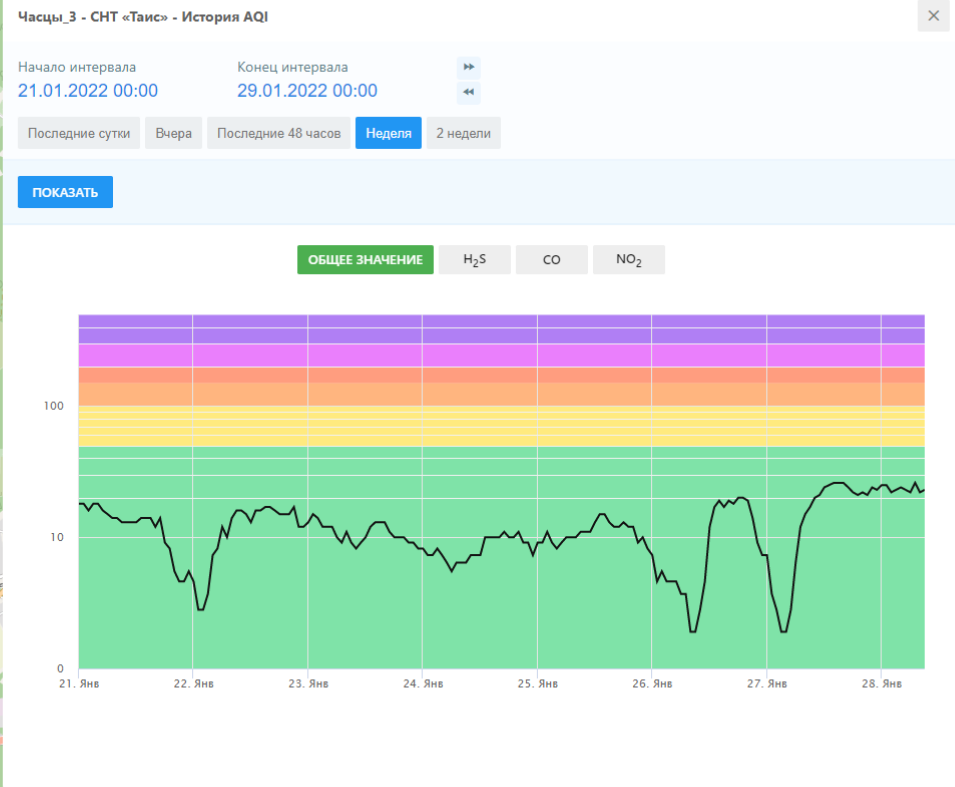 Часцы_3 - СНТ «Таис» - История AQI
Начало интервала
Конец интервала
21.01.2022 00:00
29.01.2022 00:00
Последние сутки
Вчера
Последние 48 часов
Неделя
2 недели
ПОКАЗАТЬ
ОБЩЕЕ ЗНАЧЕНИЕ
H₂S
CO
NO₂
100
10
0
21. Янв
22. Янв
23. Янв
24. Янв
25. Янв
26. Янв
27. Янв
28. Янв